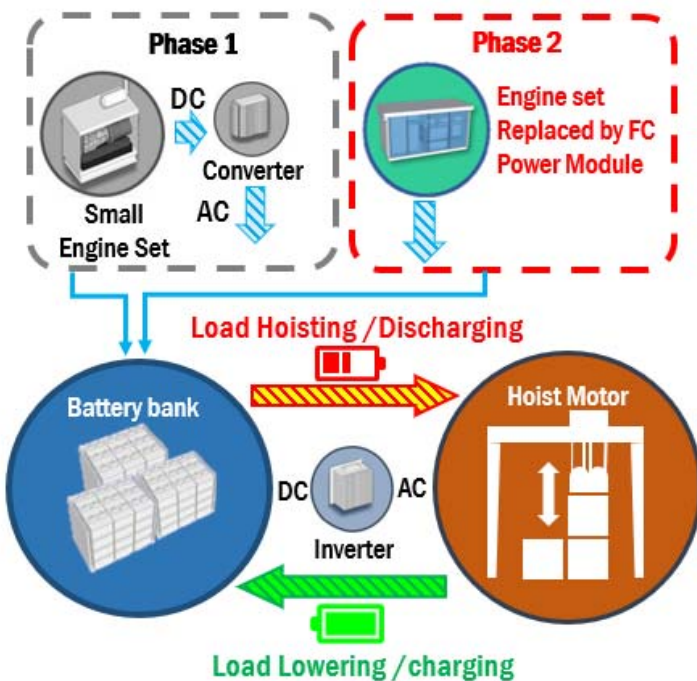 Phase 1
DC
Converter
AC
Small
Engine Set
Phase 2
Engine set
Replaced by FC
Power Module
Load Hoisting /Discharging
Battery bank
Hoist Motor
DC
AC
Inverter
Load Lowering /charging